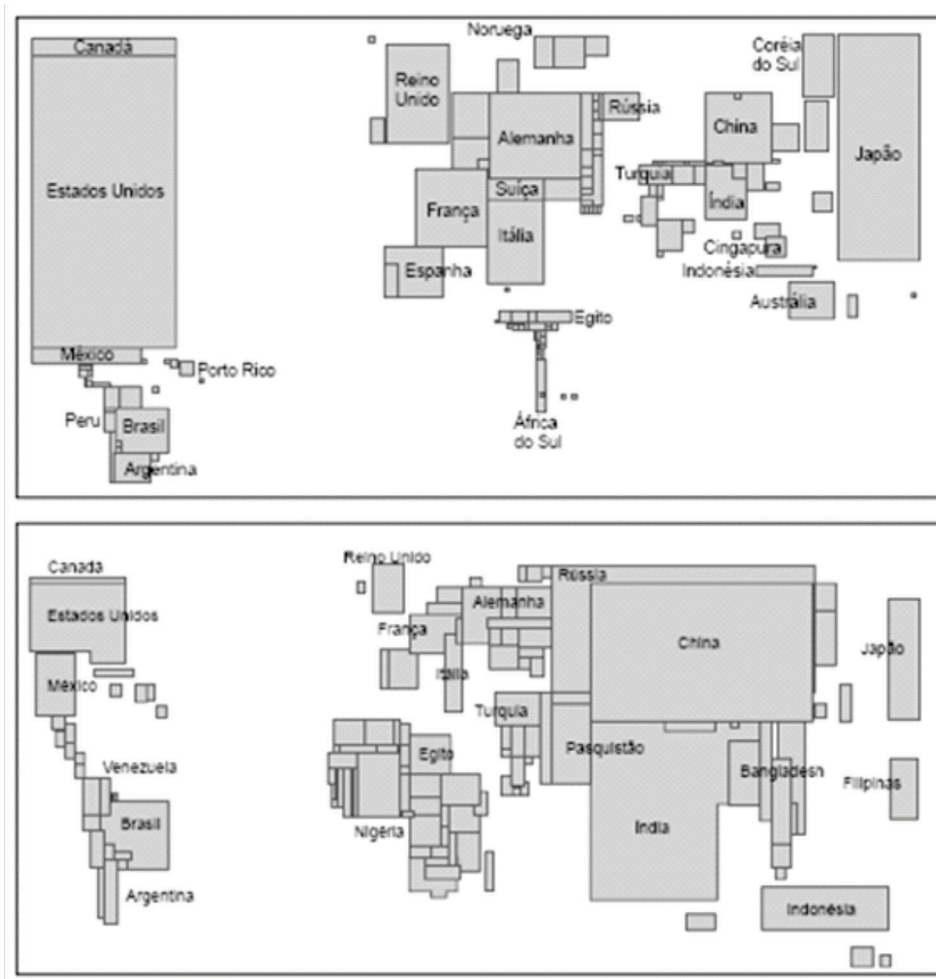 Canadá
Noruega
Coréia
do Sul
Reino
Unido
Rússia
China
Alemanha
Japão
Turquia
Estados Unidos
Suíça
Índia
França
Itália
Cingapura
Espanha
Indonésia
Austrália
Egito
México
Porto Rico
Peru
Brasil
África
do Sul
Argentina
Reino Unido
Canadá
Rússia
Estados Unidos
Alemanha
França
China
Japão
Itália
México
Turquia
Egito
Pasquistão
Venezuela
Bangladesh
Filipinas
Brasil
Nigéria
Índia
Argentina
Indonésia